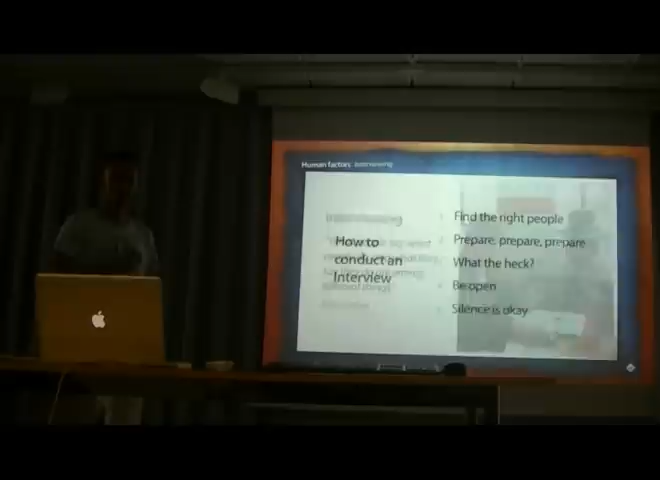 Human factors Interviewing
How to
conduct an
Interview
Find the right people
Prepare, prepare, prepare
What the heck?
Be open
Silence is okay